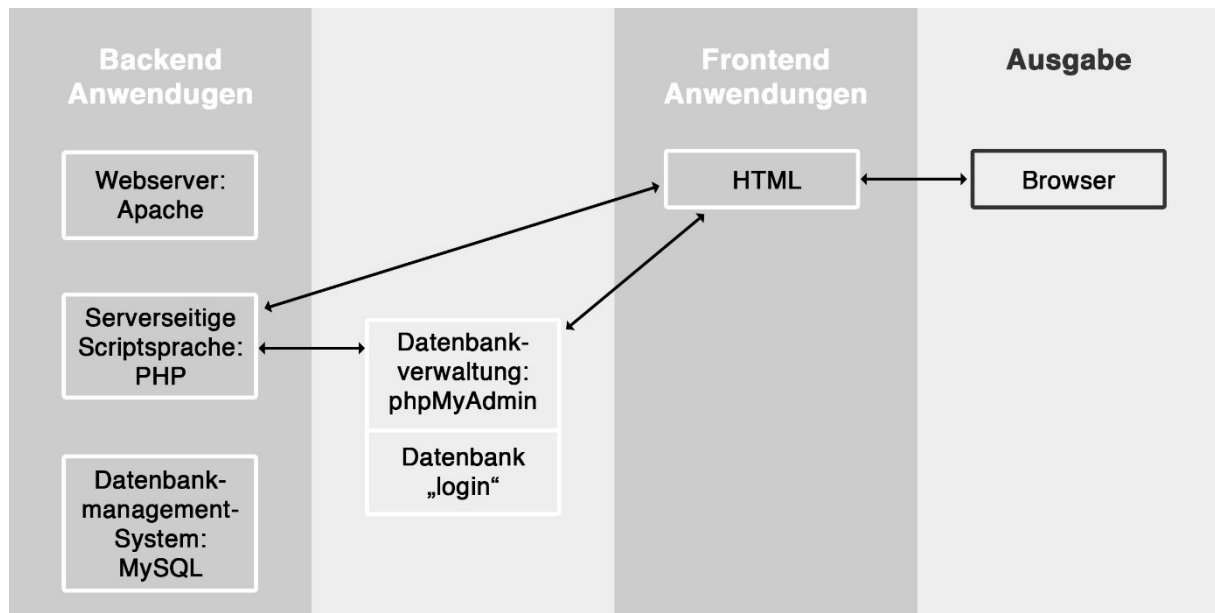 Backend
Anwendugen
Webserver:
Apache
Serverseitige
Scriptsprache:
PHP
Datenbank-
management-
System:
MySQL
Datenbank-
verwaltung:
phpMyAdmin
Datenbank
„login“
Frontend
Anwendungen
HTML
Ausgabe
Browser